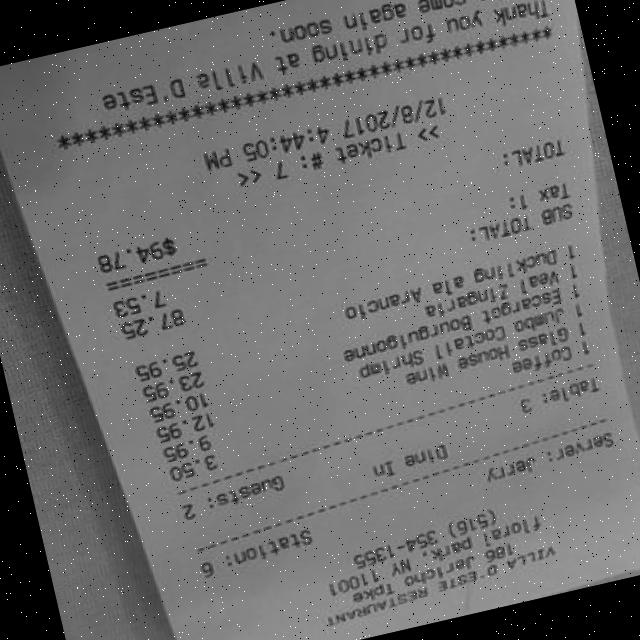 VILLA D'ESTE RESTAURANT
186 Jericho Tpke
floral park, NY 11001
(516) 354-1355
Server: Jerry Station: 6
Table: 3 Dine In Guests: 2
1 Coffee 3.50
1 Glass House Wine 9.95
1 Jumbo Coctail Shrimp 12.95
1 Escargot Bourguigonne 10.95
1 Veal Zingaria 23.95
1 Duckling ala Arancio 25.95
SUB TOTAL: 87.25
Tax 1: 7.53
==========
TOTAL: $94.78
>> Ticket #: 7 <<
12/8/2017 4:44:05 PM
************************************
Thank you for dining at Villa D'Este
come again soon.